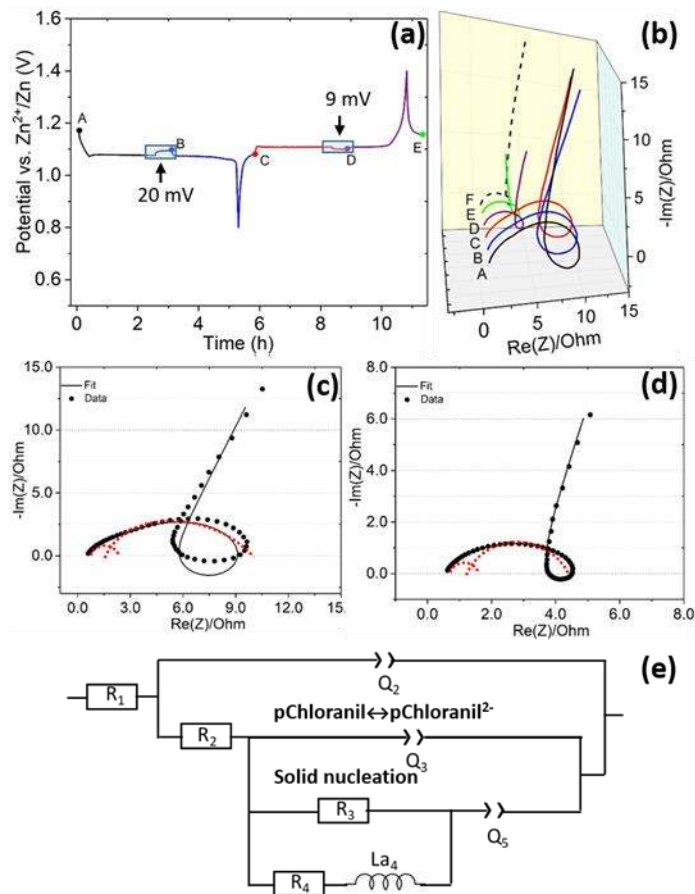 (a)
Potential vs. Zn2+/Zn (V)
1.6
1.4
1.2
1.0
0.8
0.6
A
B
20 mV
C
9 mV
D
E
0 2 4 6 8 10
Time (h)
(b)
F
E
D
C
B
A
15
10
5
0
-Im(Z)/Ohm
0 5 10 15
Re(Z)/Ohm
(c)
15.0
10.0
5.0
2.5
0.0
-Im(Z)/Ohm
Fit
Data
0.0 3.0 6.0 9.0 12.0 15.
Re(Z)/Ohm
(d)
8.0
6.0
4.0
2.0
0.0
-Im(Z)/Ohm
Fit
Data
0.0 2.0 4.0 6.0 8.0
Re(Z)/Ohm
(e)
R1
Q2
pChloranil↔pChloranil2-
R2
Q3
Solid nucleation
R3
Q5
La4
R4